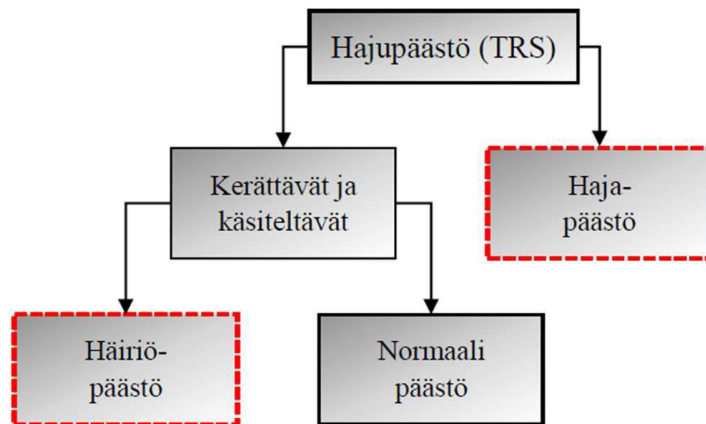 Hajupäästö (TRS)
Kerättävät ja
käsiteltävät
Haja-
päästö
Häiriö-
päästö
Normaali
päästö